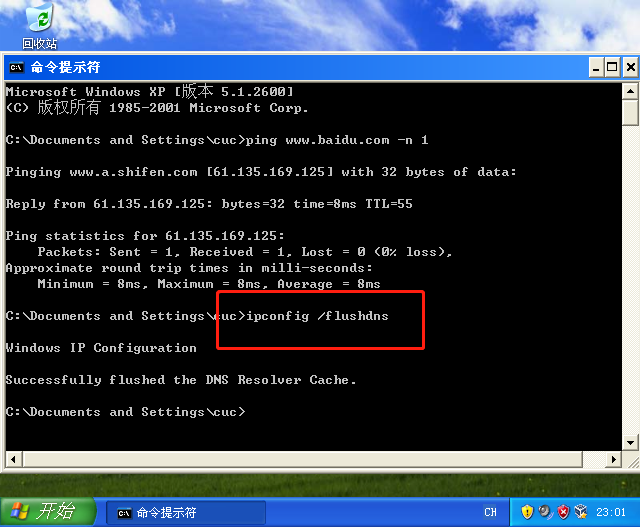 回收站
命令提示符
Microsoft Windows XP [版本 5.1.2600]
(C) 版权所有 1985-2001 Microsoft Corp.
C:\Documents and Settings\cuc>ping www.baidu.com -n 1
Pinging www.a.shifen.com [61.135.169.125] with 32 bytes of data:
Reply from 61.135.169.125: bytes=32 time=8ms TTL=55
Ping statistics for 61.135.169.125:
Packets: Sent = 1, Received = 1, Lost = 0 (0% loss),
Approximate round trip times in milli-seconds:
Minimum = 8ms, Maximum = 8ms, Average = 8ms
C:\Documents and Settings\cuc>ipconfig /flushdns
Windows IP Configuration
Successfully flushed the DNS Resolver Cache.
C:\Documents and Settings\cuc>
开始
命令提示符
CH
23:01